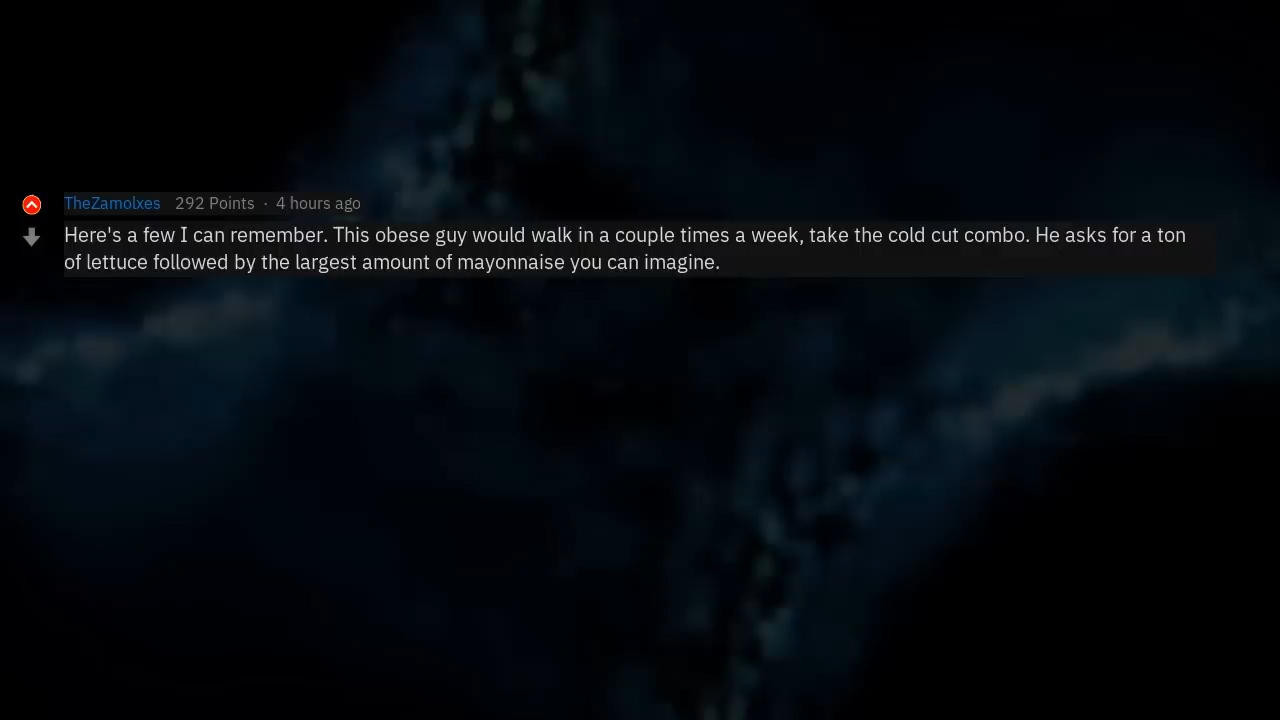 TheZamolxes 292 Points · 4 hours ago
Here's a few I can remember. This obese guy would walk in a couple times a week, take the cold cut combo. He asks for a ton
of lettuce followed by the largest amount of mayonnaise you can imagine.